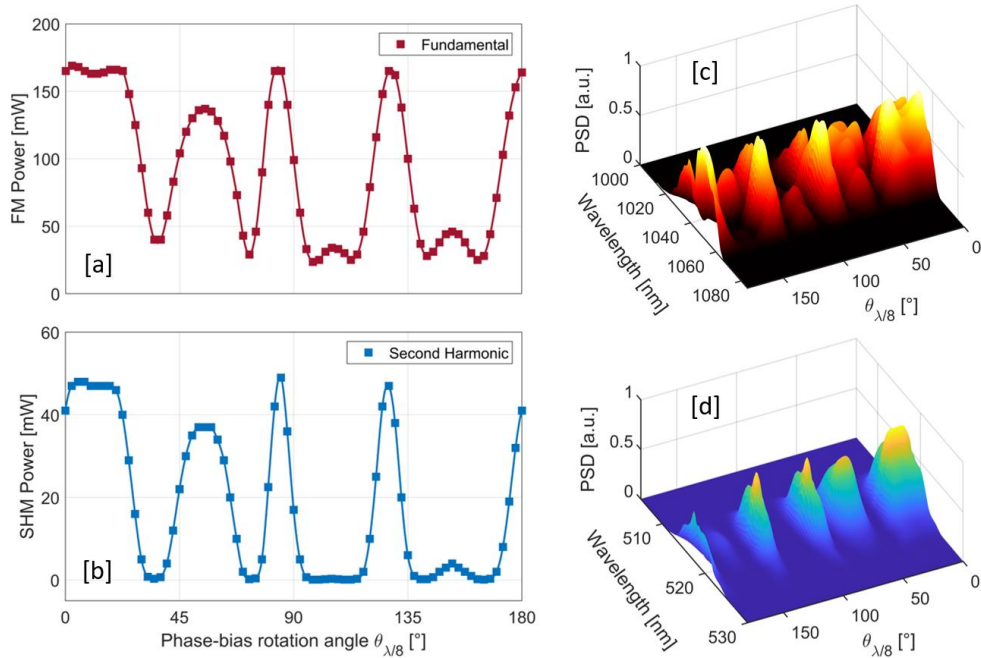 200
150
100
50
0
FM Power [mW]
Fundamental
[a]
60
40
20
0
SHM Power [mW]
Second Harmonic
[b]
0
45
90
135
180
Phase-bias rotation angle θλ/8 [°]
1
0.5
0
PSD [a.u.]
[c]
1000
1020
1040
1060
1080
Wavelength [nm]
150
100
50
0
θλ/8 [°]
1
0.5
0
PSD [a.u.]
[d]
510
520
530
Wavelength [nm]
150
100
50
0
θλ/8 [°]